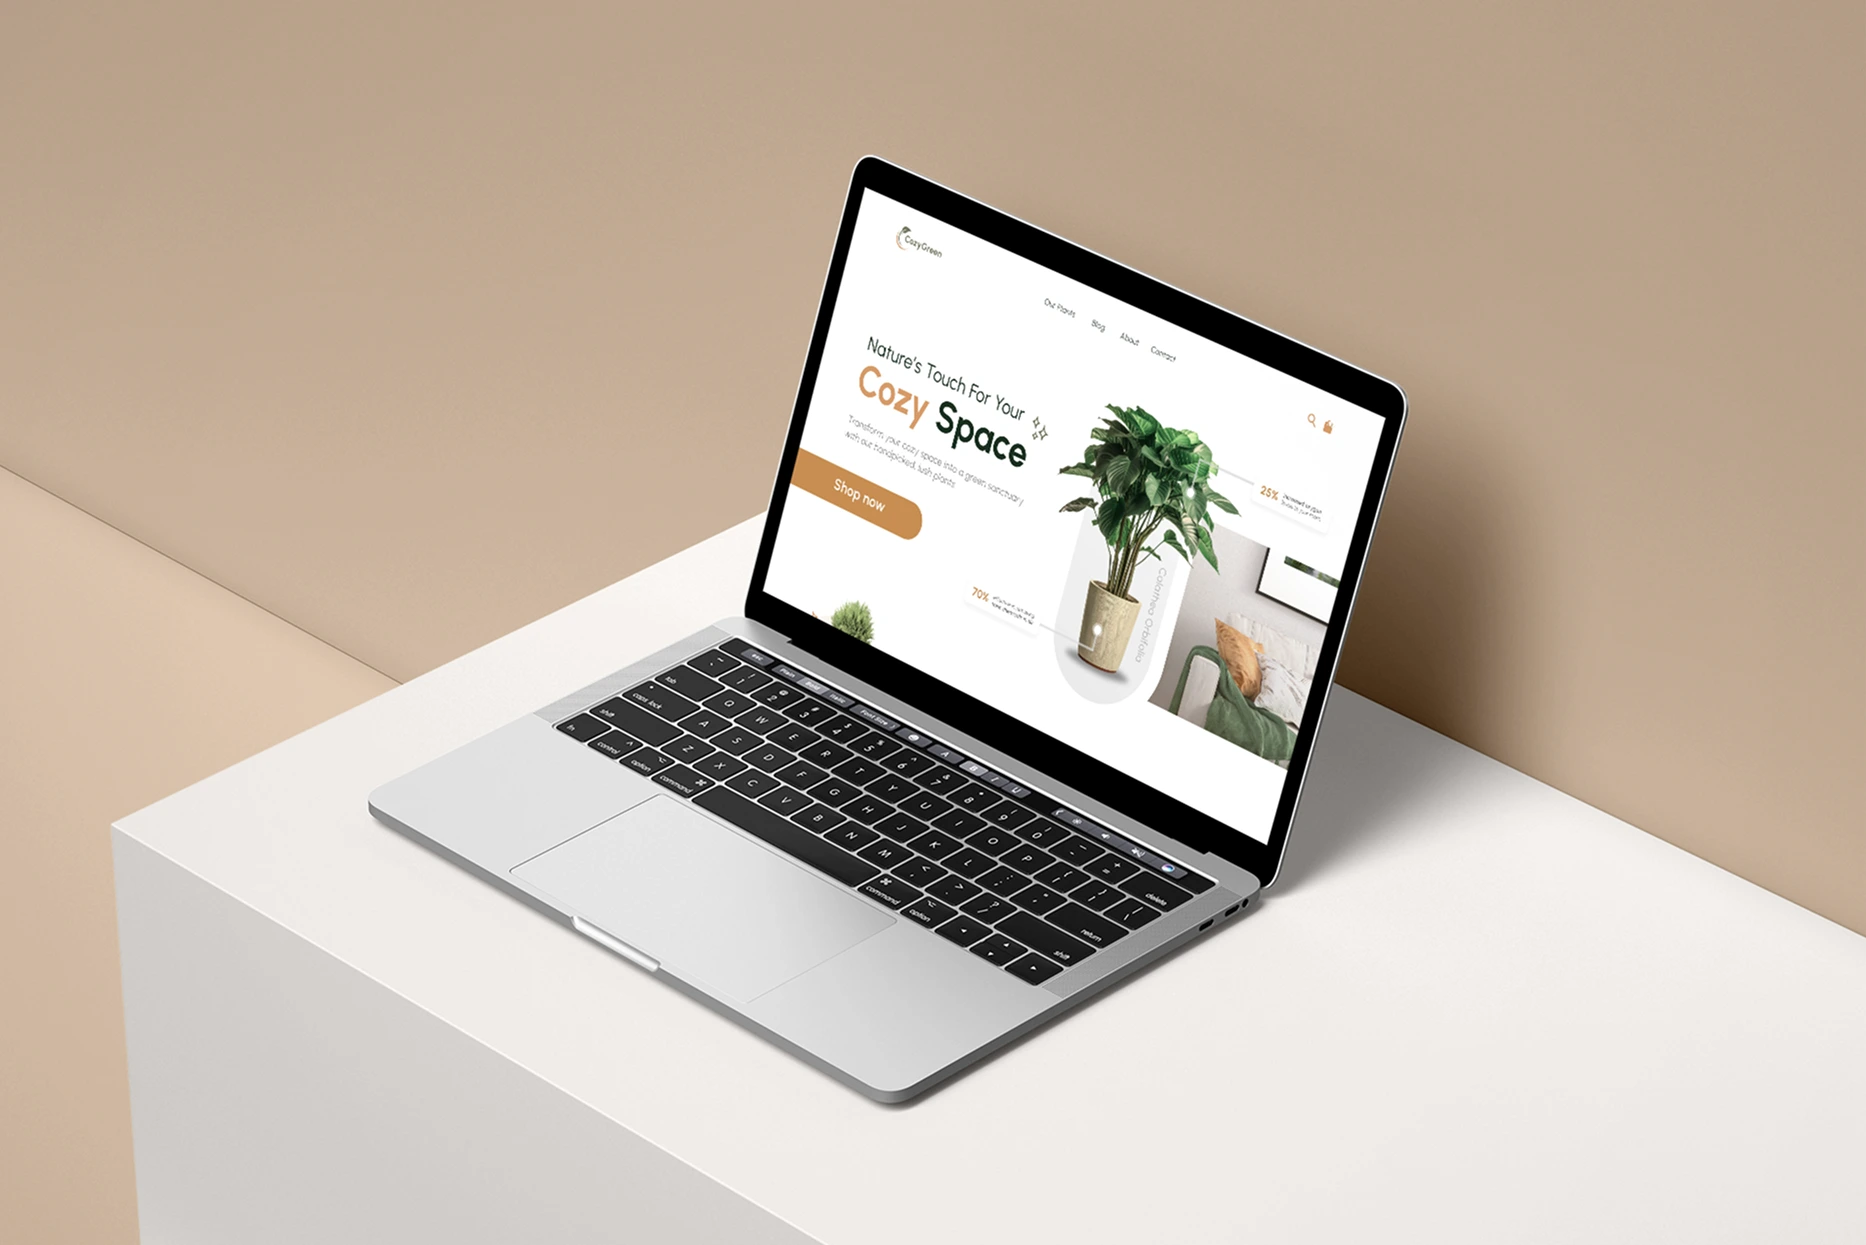 CozyGreen
Our Plants Blog About Contact
Nature's Touch For Your
Cozy Space
Transform your cozy space into a green sanctuary
with our handpicked, lush plants
Shop now
25%
70%
Calathea Orbifolia
esc
delete
tab
caps lock
return
shift
shift
fn
control
option
command
command
option
Q W E R T Y U I O P
A S D F G H J K L
Z X C V B N M